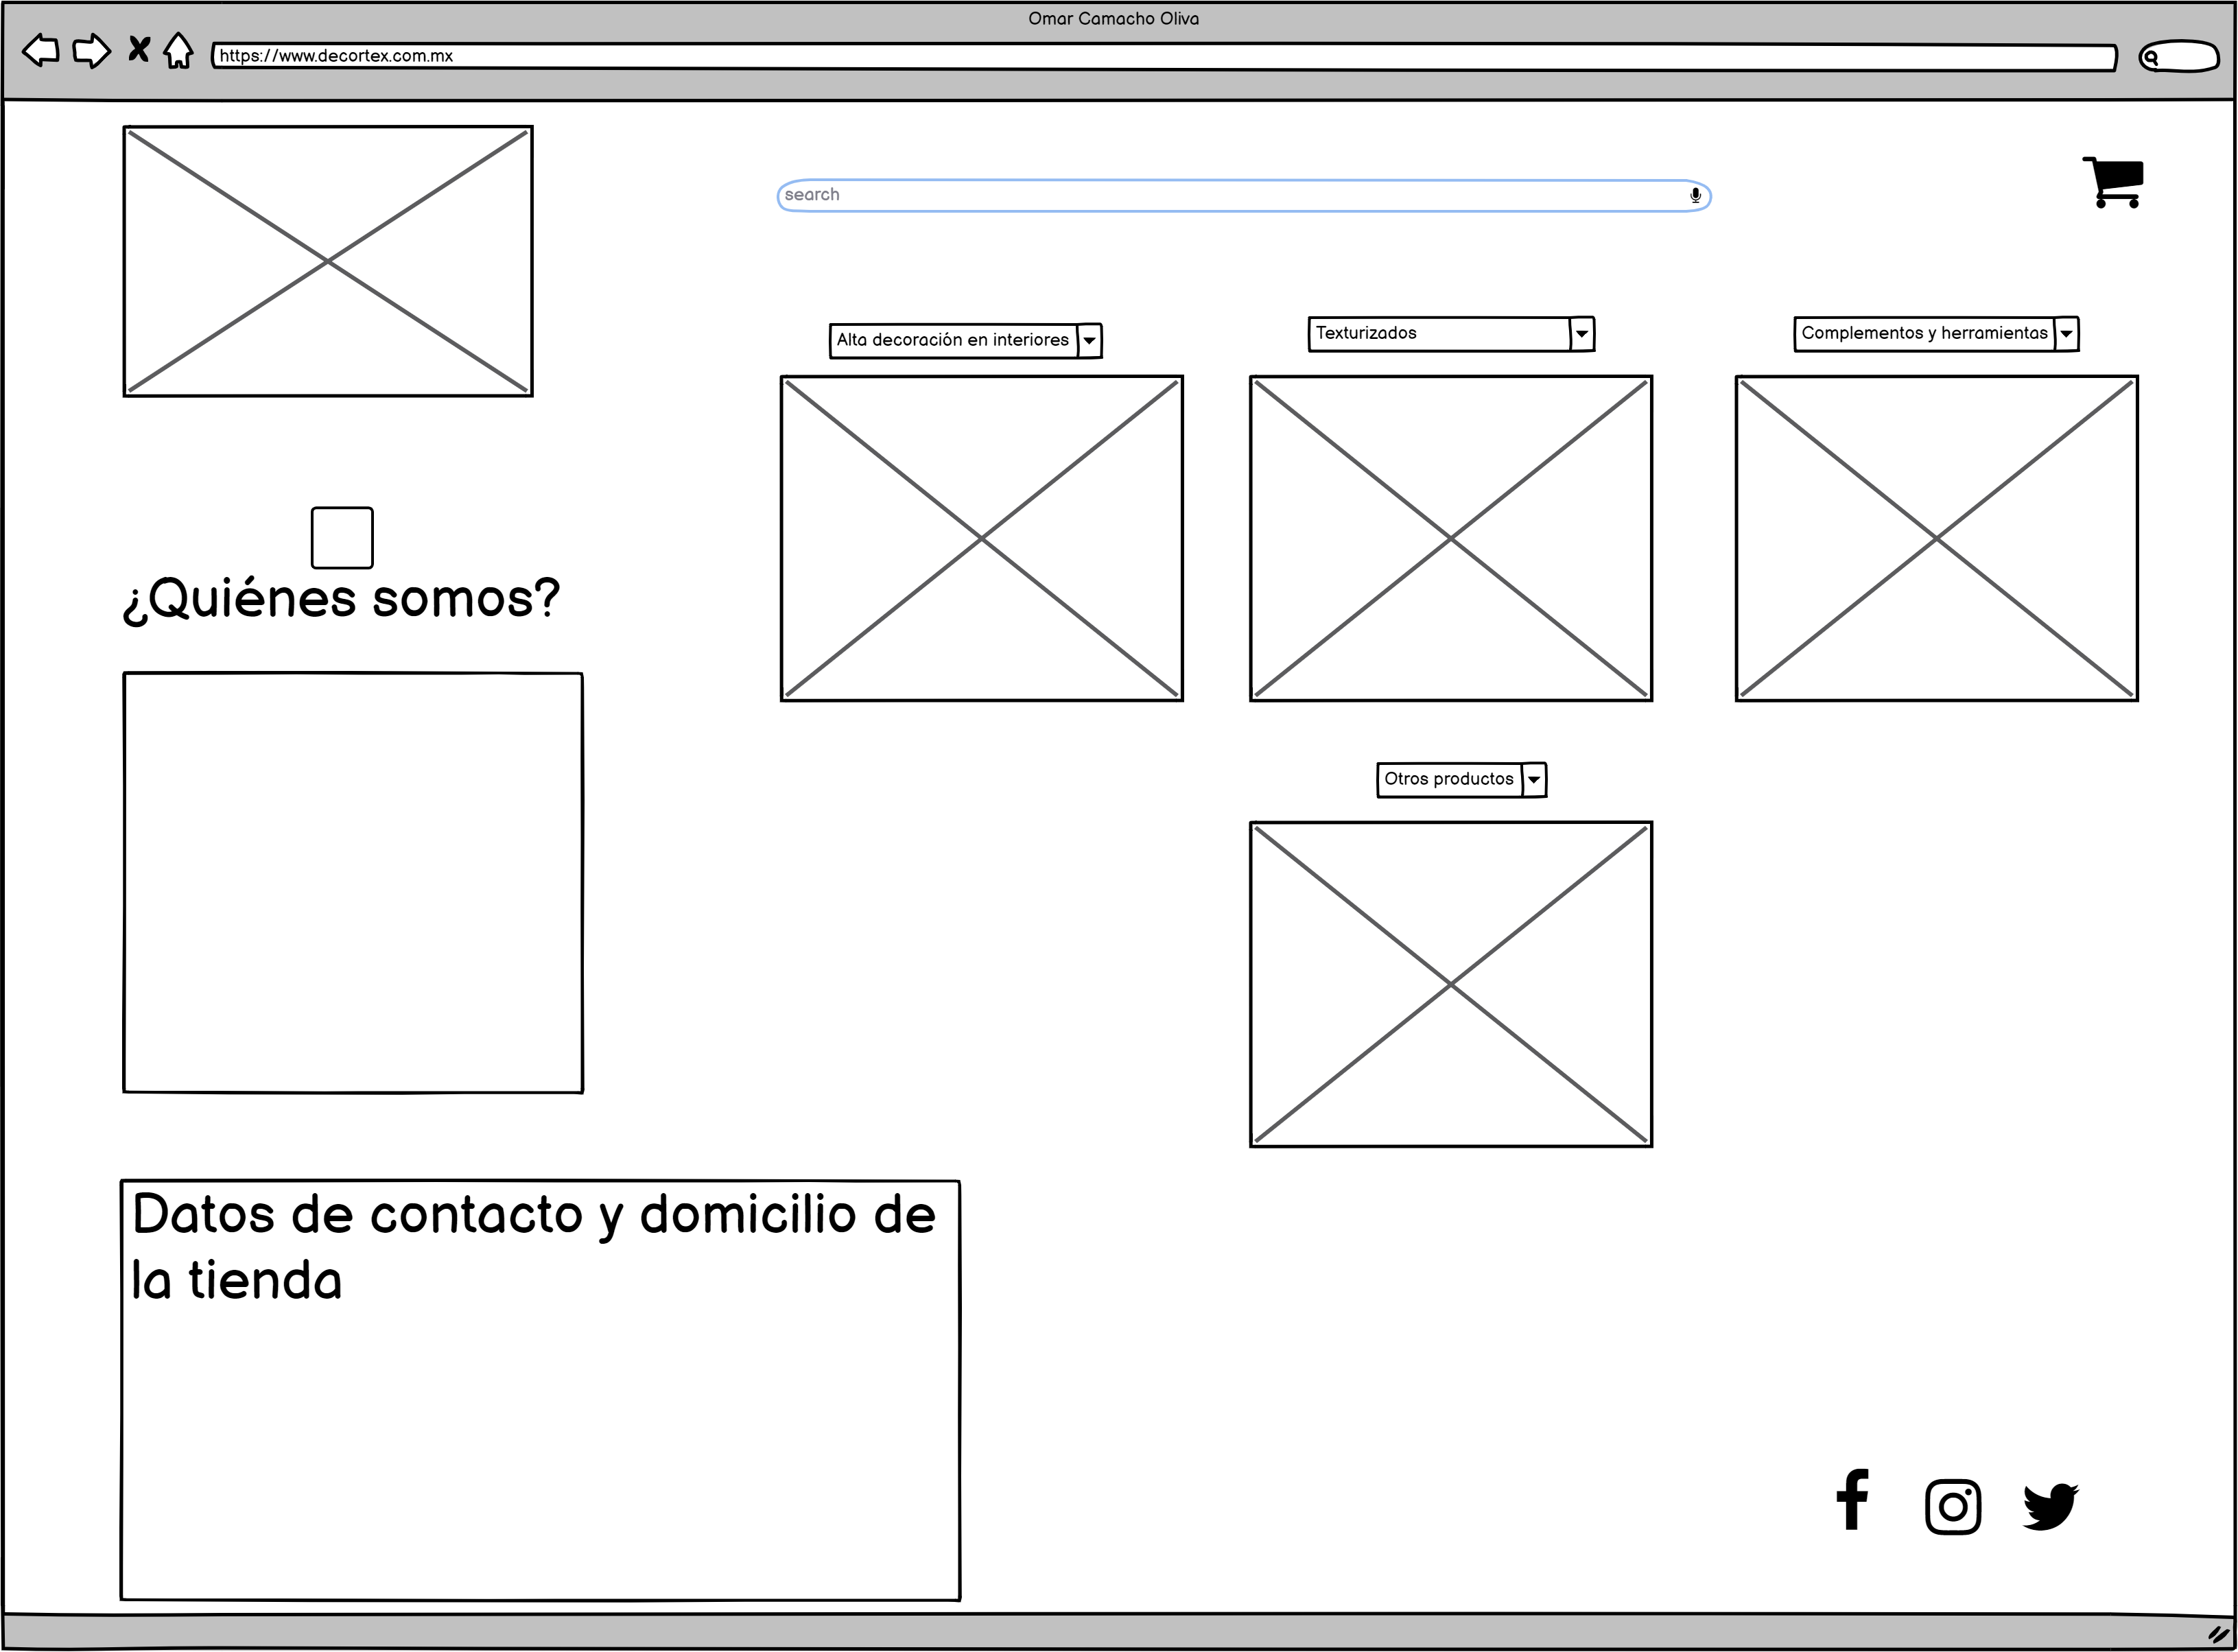 Omar Camacho Oliva
https://www.decortex.com.mx
search
Alta decoración en interiores
Texturizados
Complementos y herramientas
¿Quiénes somos?
Otros productos
Datos de contacto y domicilio de
la tienda